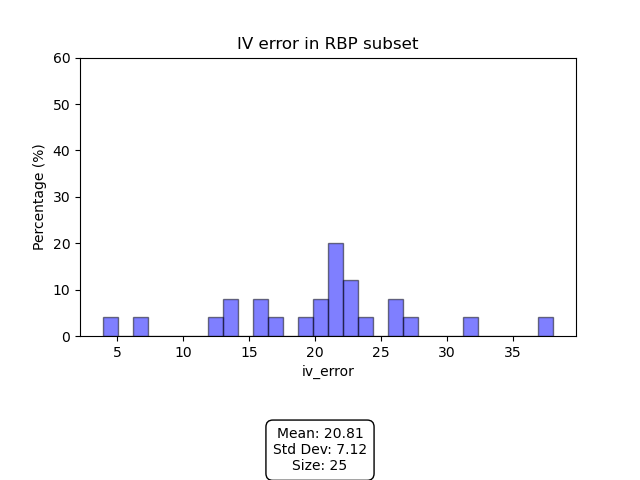 IV error in RBP subset
60
50
40
30
20
10
0
Percentage (%)
5 10 15 20 25 30 35
iv_error
Mean: 20.81
Std Dev: 7.12
Size: 25